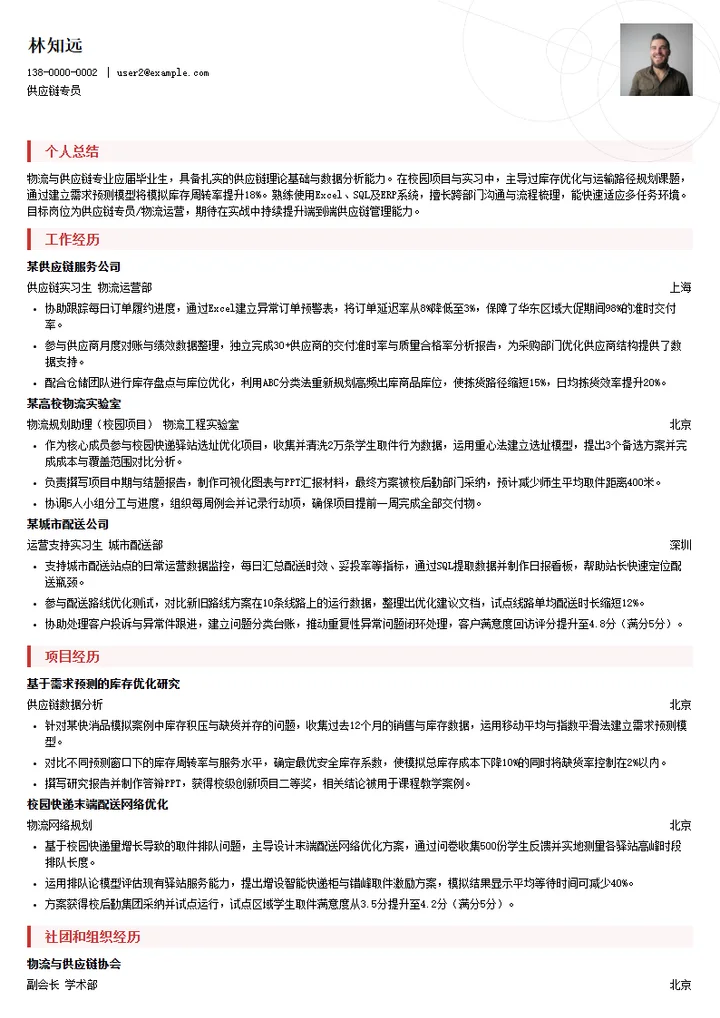 林知远
138-0000-0002 | user2@example.com
供应链专员
个人总结
物流与供应链专业应届毕业生，具备扎实的供应链理论基础与数据分析能力。在校园项目与实习中，主导过库存优化与运输路径规划课题，
通过建立需求预测模型将模拟库存周转率提升18%。熟练使用Excel、SQL及ERP系统，擅长跨部门沟通与流程梳理，能快速适应多任务环境。
目标岗位为供应链专员/物流运营，期待在实战中持续提升端到端供应链管理能力。
工作经历
某供应链服务公司
供应链实习生 物流运营部 上海
• 协助跟踪每日订单履约进度，通过Excel建立异常订单预警表，将订单延迟率从8%降低至3%，保障了华东区域大促期间98%的准时交付
率。
• 参与供应商月度对账与绩效数据整理，独立完成30+供应商的交付准时率与质量合格率分析报告，为采购部门优化供应商结构提供了数
据支持。
• 配合仓储团队进行库存盘点与库位优化，利用ABC分类法重新规划高频出库商品库位，使拣货路径缩短15%，日均拣货效率提升20%。
某高校物流实验室
物流规划助理（校园项目） 物流工程实验室 北京
• 作为核心成员参与校园快递驿站选址优化项目，收集并清洗2万条学生取件行为数据，运用重心法建立选址模型，提出3个备选方案并完
成成本与覆盖范围对比分析。
• 负责撰写项目中期与结题报告，制作可视化图表与PPT汇报材料，最终方案被校后勤部门采纳，预计减少师生平均取件距离400米。
• 协调5人小组分工与进度，组织每周例会并记录行动项，确保项目提前一周完成全部交付物。
某城市配送公司
运营支持实习生 城市配送部 深圳
• 支持城市配送站点的日常运营数据监控，每日汇总配送时效、妥投率等指标，通过SQL提取数据并制作日报看板，帮助站长快速定位配
送瓶颈。
• 参与配送路线优化测试，对比新旧路线方案在10条线路上的运行数据，整理出优化建议文档，试点线路单均配送时长缩短12%。
• 协助处理客户投诉与异常件跟进，建立问题分类台账，推动重复性异常问题闭环处理，客户满意度回访评分提升至4.8分（满分5分）。
项目经历
基于需求预测的库存优化研究
供应链数据分析 北京
• 针对某快消品模拟案例中库存积压与缺货并存的问题，收集过去12个月的销售与库存数据，运用移动平均与指数平滑法建立需求预测模
型。
• 对比不同预测窗口下的库存周转率与服务水平，确定最优安全库存系数，使模拟总库存成本下降10%的同时将缺货率控制在2%以内。
• 撰写研究报告并制作答辩PPT，获得校级创新项目二等奖，相关结论被用于课程教学案例。
校园快递末端配送网络优化
物流网络规划 北京
• 基于校园快递量增长导致的取件排队问题，主导设计末端配送网络优化方案，通过问卷收集500份学生反馈并实地测量各驿站高峰时段
排队长度。
• 运用排队论模型评估现有驿站服务能力，提出增设智能快递柜与错峰取件激励方案，模拟结果显示平均等待时间可减少40%。
• 方案获得校后勤集团采纳并试点运行，试点区域学生取件满意度从3.5分提升至4.2分（满分5分）。
社团和组织经历
物流与供应链协会
副会长 学术部 北京